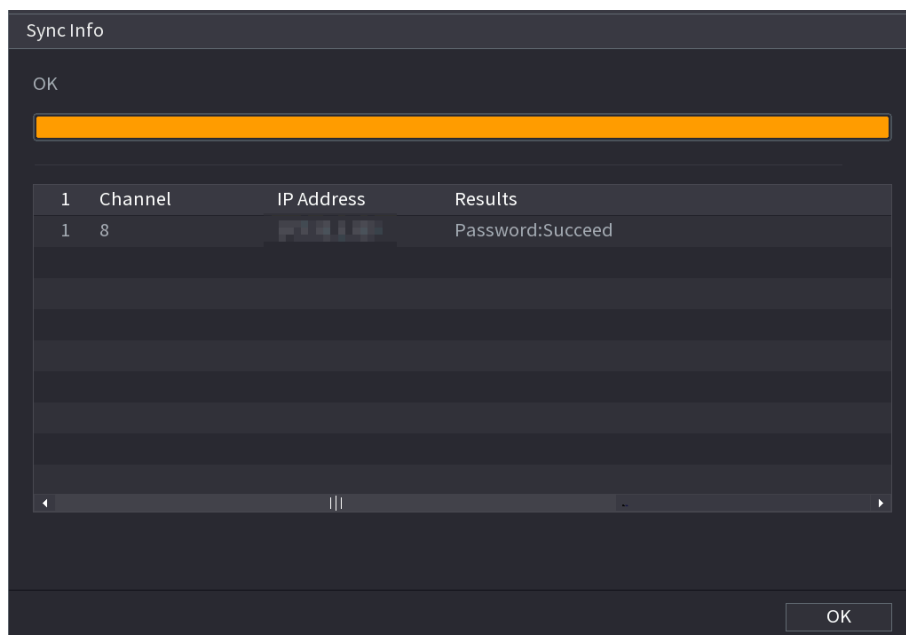 Sync Info
OK
1 Channel IP Address Results
1 8 Password:Succeed
OK